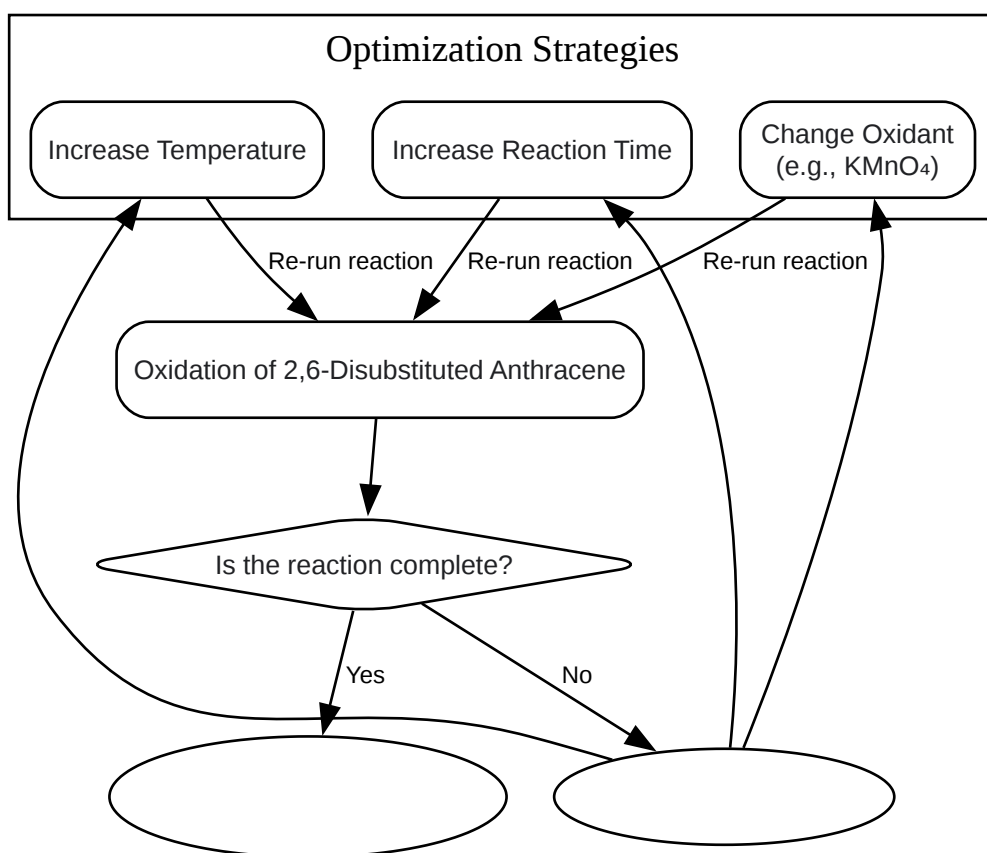 Optimization Strategies
Increase Temperature
Increase Reaction Time
Change Oxidant
(e.g., KMnO₄)
Re-run reaction
Re-run reaction
Re-run reaction
Oxidation of 2,6-Disubstituted Anthracene
Is the reaction complete?
Yes
No